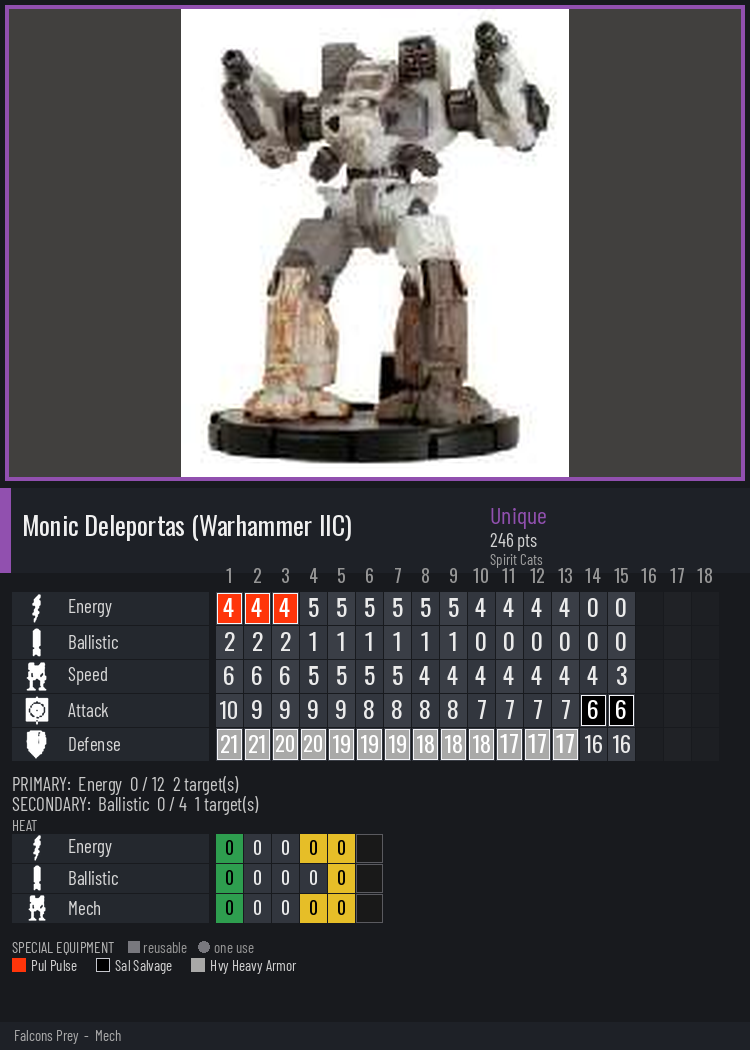 Monic Deleportas (Warhammer IIC)
Unique
246 pts
Spirit Cats
1 2 3 4 5 6 7 8 9 10 11 12 13 14 15 16 17 18
Energy 4 4 4 5 5 5 5 5 5 4 4 4 4 0 0
Ballistic 2 2 2 1 1 1 1 1 1 0 0 0 0 0 0
Speed 6 6 6 5 5 5 5 4 4 4 4 4 4 4 3
Attack 10 9 9 9 9 8 8 8 8 7 7 7 7 6 6
Defense 21 21 20 20 19 19 19 18 18 18 17 17 17 16 16
PRIMARY: Energy 0 / 12 2 target(s)
SECONDARY: Ballistic 0 / 4 1 target(s)
HEAT
Energy 0 0 0 0 0
Ballistic 0 0 0 0 0
Mech 0 0 0 0 0
SPECIAL EQUIPMENT reusable one use
Pul Pulse Sal Salvage Hvy Heavy Armor
Falcons Prey - Mech